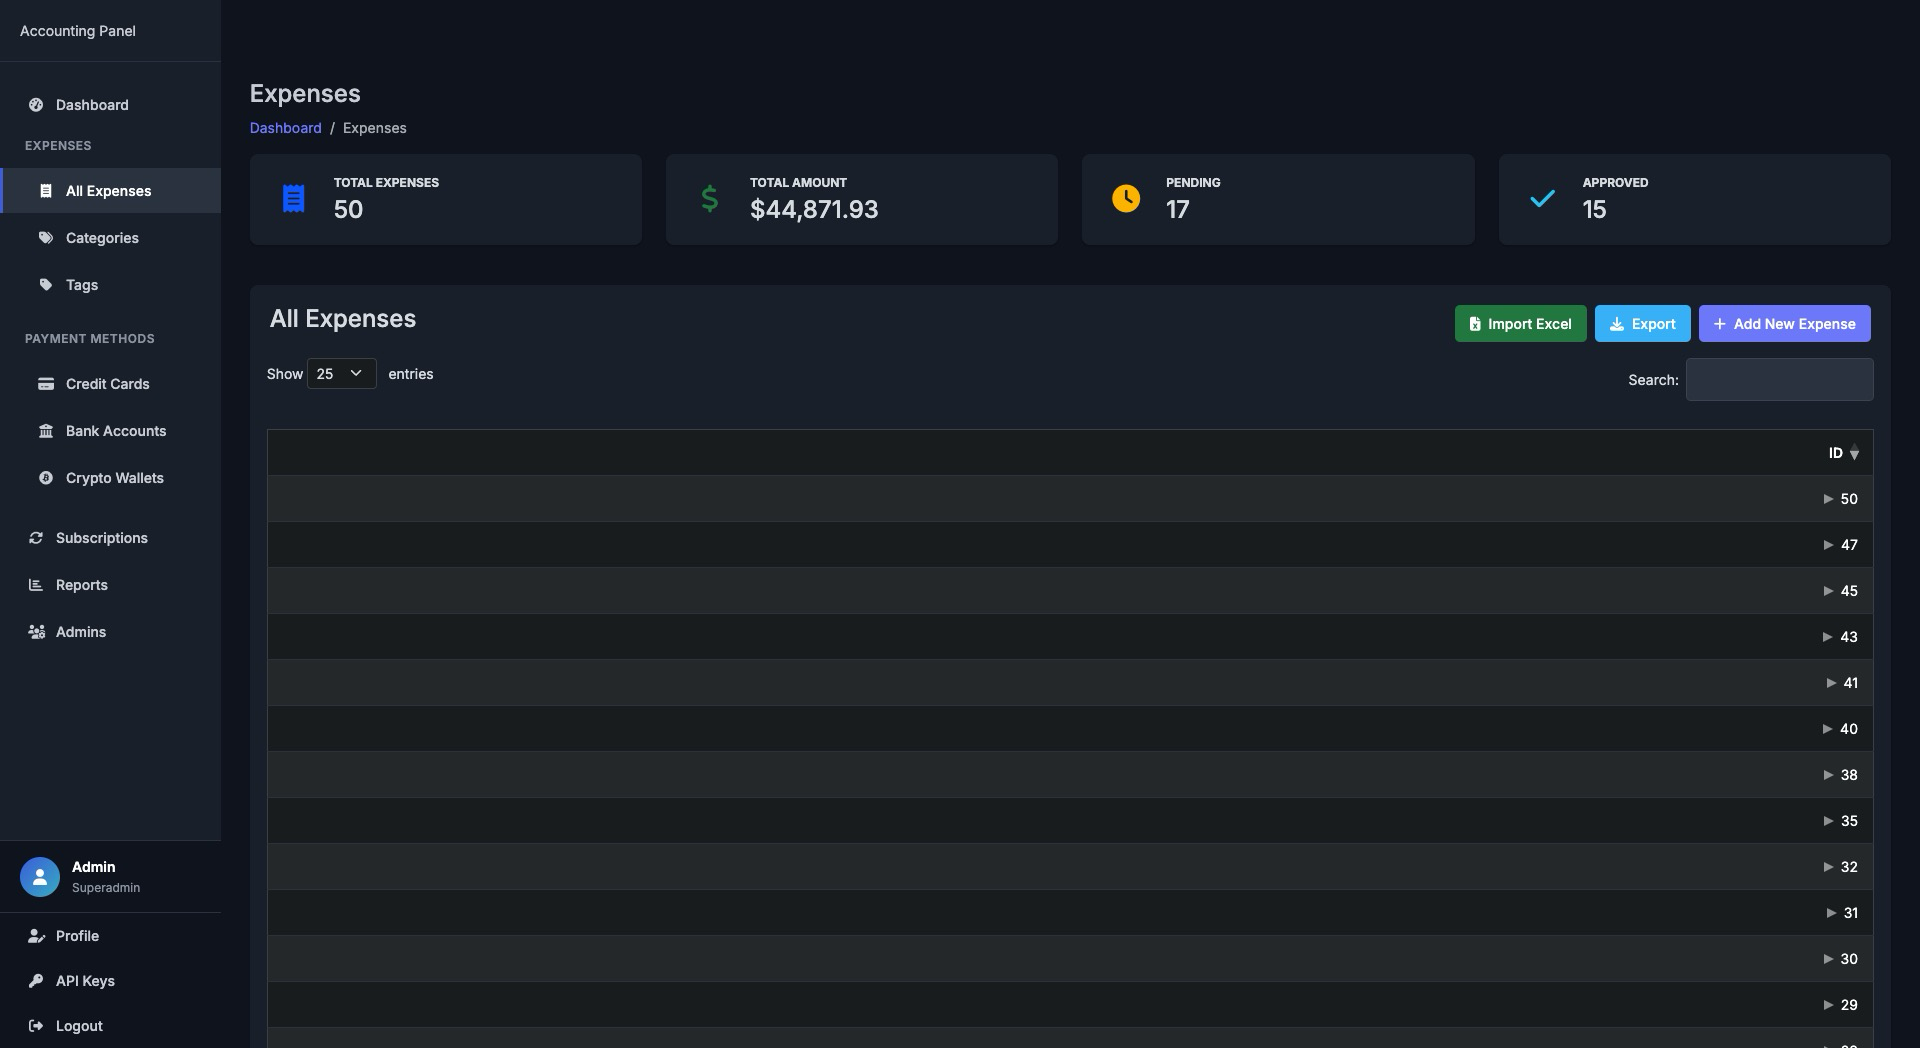 Accounting Panel
Dashboard
EXPENSES
All Expenses
Categories
Tags
PAYMENT METHODS
Credit Cards
Bank Accounts
Crypto Wallets
Subscriptions
Reports
Admins
Admin
Superadmin
Profile
API Keys
Logout
Expenses
Dashboard / Expenses
TOTAL EXPENSES
50
TOTAL AMOUNT
$44,871.93
PENDING
17
APPROVED
15
All Expenses
Import Excel
Export
Add New Expense
Show 25 entries
Search:
ID
50
47
45
43
41
40
38
35
32
31
30
29